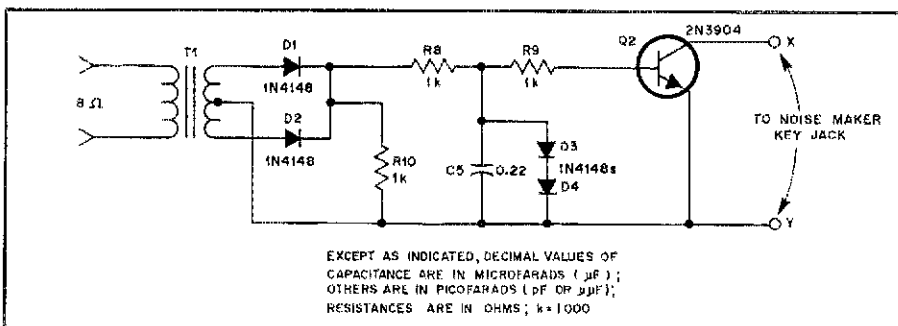 T1
8 Ω
D1
1N4148
D2
1N4148
R10
1k
R8
1k
R9
1k
C5
0.22
D3
1N4148s
D4
Q2
2N3904
X
TO NOISE MAKER
KEY JACK
Y
EXCEPT AS INDICATED, DECIMAL VALUES OF
CAPACITANCE ARE IN MICROFARADS (µF);
OTHERS ARE IN PICOFARADS (pF OR µµF);
RESISTANCES ARE IN OHMS; k=1000